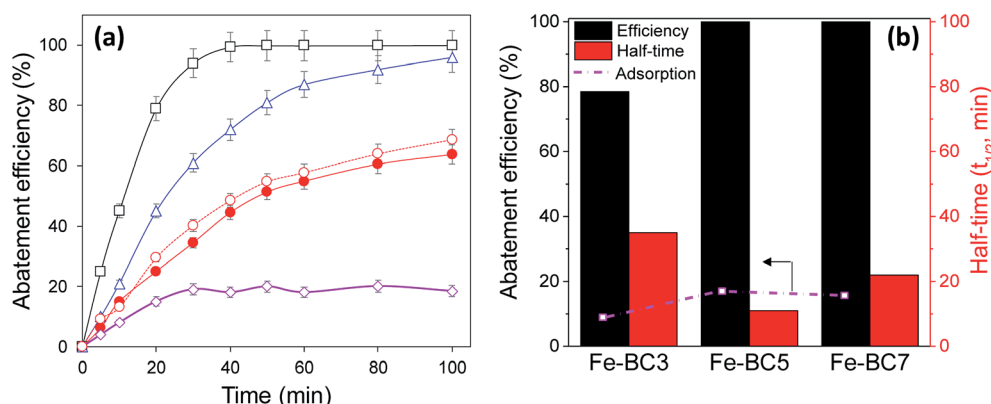 (a)
Abatement efficiency (%)
100
80
60
40
20
0
0 20 40 60 80 100
Time (min)
(b)
Efficiency
Half-time
Adsorption
Abatement efficiency (%)
100
80
60
40
20
0
Fe-BC3 Fe-BC5 Fe-BC7
100
80
60
40
20
0
Half-time (t1/2, min)